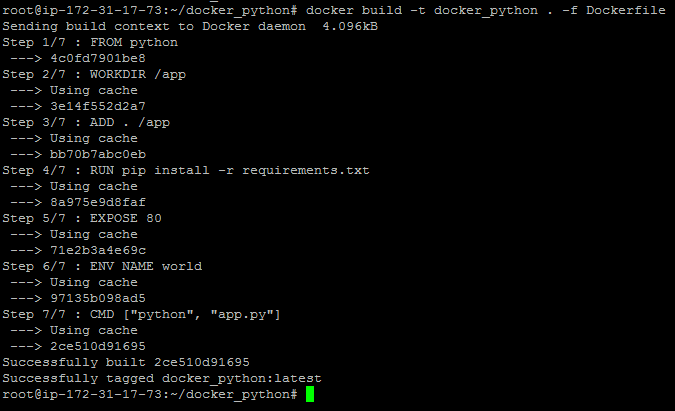 root@ip-172-31-17-73:~/docker_python# docker build -t docker_python . -f Dockerfile
Sending build context to Docker daemon  4.096kB
Step 1/7 : FROM python
 ---> 4c0fd7901be8
Step 2/7 : WORKDIR /app
 ---> Using cache
 ---> 3e14f552d2a7
Step 3/7 : ADD . /app
 ---> Using cache
 ---> bb70b7abc0eb
Step 4/7 : RUN pip install -r requirements.txt
 ---> Using cache
 ---> 8a975e9d8faf
Step 5/7 : EXPOSE 80
 ---> Using cache
 ---> 71e2b3a4e69c
Step 6/7 : ENV NAME world
 ---> Using cache
 ---> 97135b098ad5
Step 7/7 : CMD ["python", "app.py"]
 ---> Using cache
 ---> 2ce510d91695
Successfully built 2ce510d91695
Successfully tagged docker_python:latest
root@ip-172-31-17-73:~/docker_python#